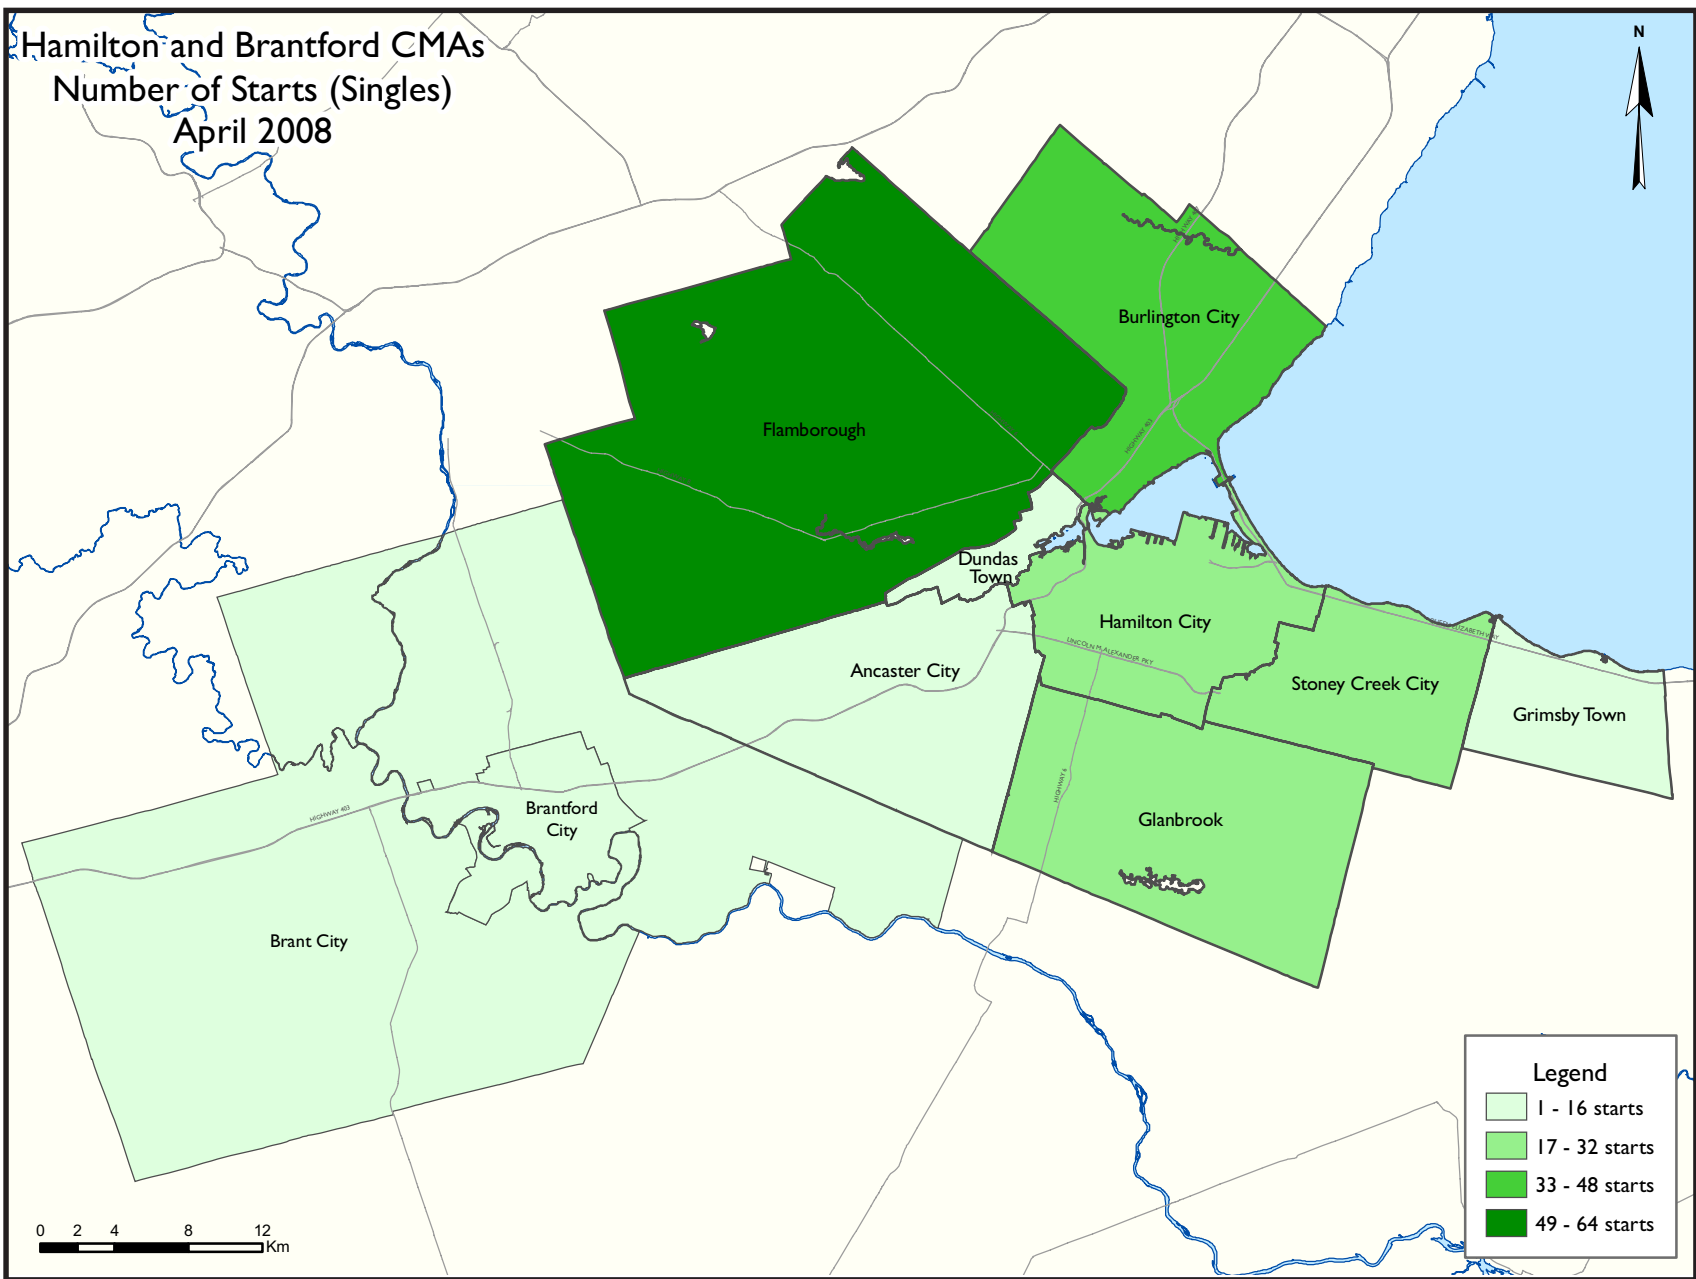 Hamilton and Brantford CMAs
Number of Starts (Singles)
April 2008
N
Burlington City
HIGHWAY 403
Flamborough
Dundas
Town
Hamilton City
LINCOLN M. ALEXANDER PKY
Ancaster City
Stoney Creek City
Grimsby Town
HIGHWAY 6
Glanbrook
Brantford
City
HIGHWAY 403
Brant City
Legend
1 - 16 starts
17 - 32 starts
33 - 48 starts
49 - 64 starts
0 2 4 8 12
Km